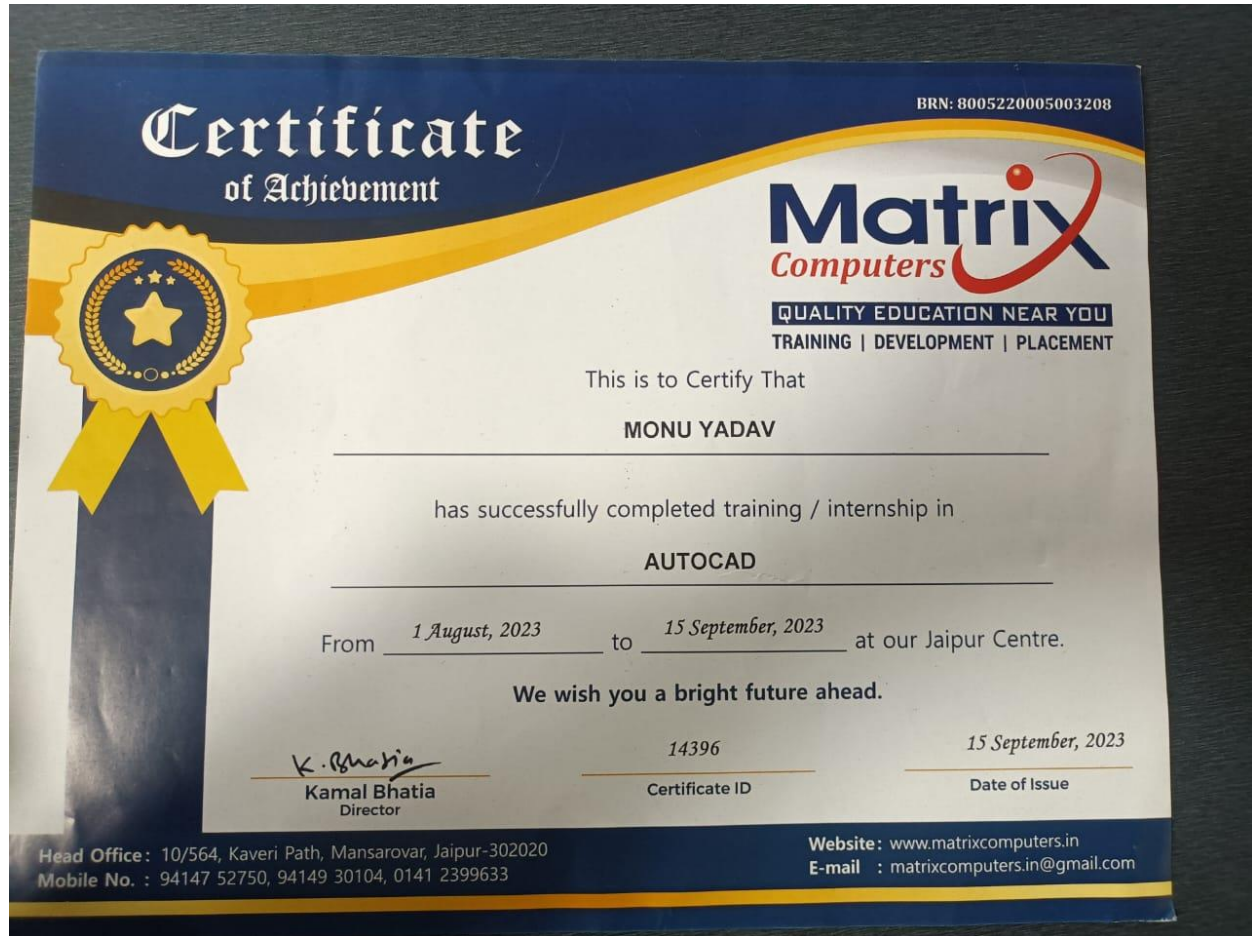 Certificate
of Achievement
BRN: 8005220005003208
Matrix
Computers
QUALITY EDUCATION NEAR YOU
TRAINING | DEVELOPMENT | PLACEMENT
This is to Certify That
MONU YADAV
has successfully completed training / internship in
AUTOCAD
From 1 August, 2023 to 15 September, 2023 at our Jaipur Centre.
We wish you a bright future ahead.
K. Bhatia
Kamal Bhatia
Director
14396
Certificate ID
15 September, 2023
Date of Issue
Head Office: 10/564, Kaveri Path, Mansarovar, Jaipur-302020
Mobile No. : 94147 52750, 94149 30104, 0141 2399633
Website: www.matrixcomputers.in
E-mail : matrixcomputers.in@gmail.com